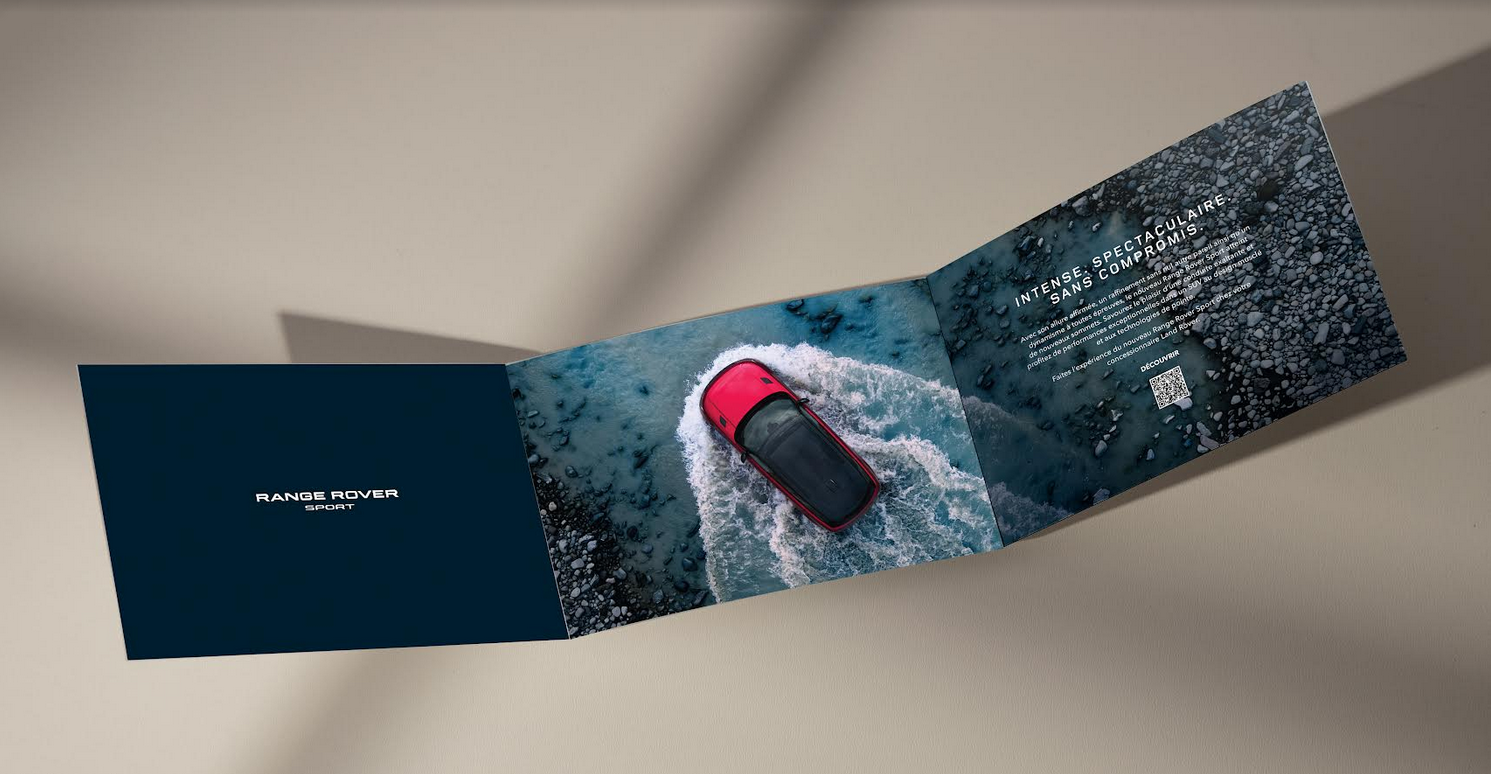 RANGE ROVER
SPORT
INTENSE. SPECTACULAIRE.
SANS COMPROMIS.
Avec son allure affirmée, un raffinement sans nul autre pareil ainsi qu'un
dynamisme à toutes épreuves, le nouveau Range Rover Sport atteint
de nouveaux sommets. Savourez le plaisir d'une conduite exaltante et
profitez de performances exceptionnelles dans un SUV au design musclé
et aux technologies de pointe.
Faites l'expérience du nouveau Range Rover Sport chez votre
concessionnaire Land Rover.
DÉCOUVRIR